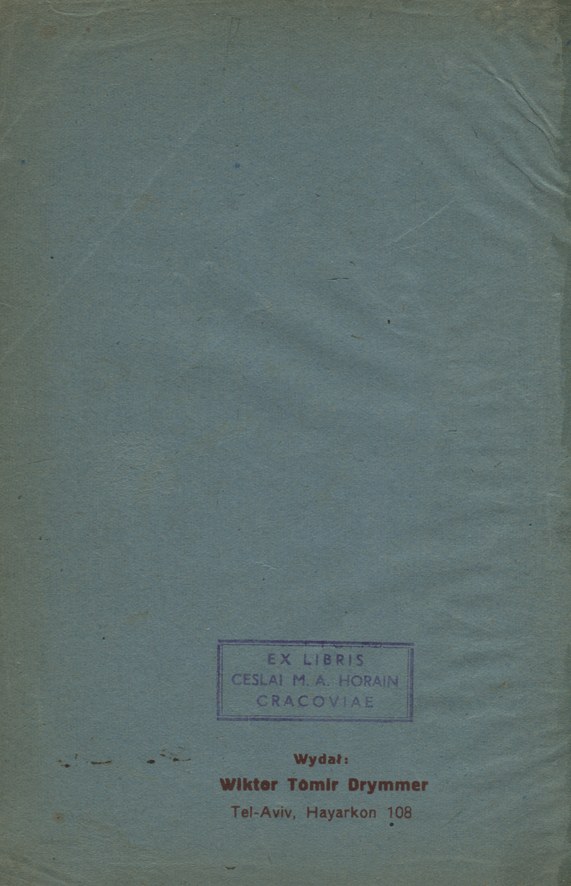 EX LIBRIS
CESLAI M. A. HORAIN
CRACOVIAE
Wydał:
Wiktor Tomir Drymmer
Tel-Aviv, Hayarkon 108